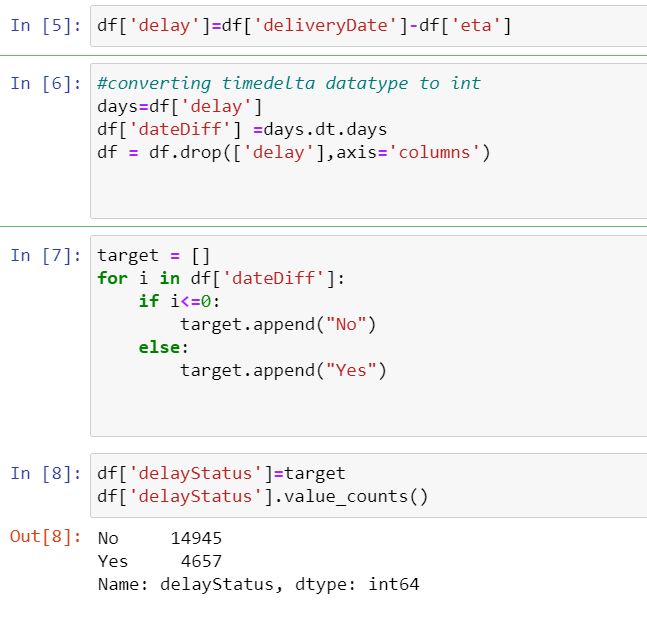 In [5]: df['delay']=df['deliveryDate']-df['eta']
In [6]: #converting timedelta datatype to int
days=df['delay']
df['dateDiff'] =days.dt.days
df = df.drop(['delay'],axis='columns')
In [7]: target = []
for i in df['dateDiff']:
    if i<=0:
        target.append("No")
    else:
        target.append("Yes")
In [8]: df['delayStatus']=target
df['delayStatus'].value_counts()
Out[8]: No     14945
Yes     4657
Name: delayStatus, dtype: int64